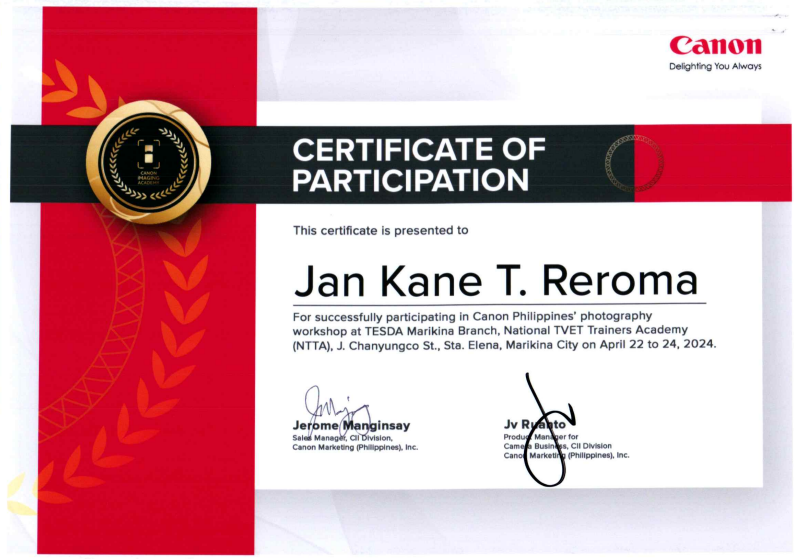 Canon
Delighting You Always
CANON
IMAGING
ACADEMY
CERTIFICATE OF
PARTICIPATION
This certificate is presented to
Jan Kane T. Reroma
For successfully participating in Canon Philippines' photography
workshop at TESDA Marikina Branch, National TVET Trainers Academy
(NTTA), J. Chanyungco St., Sta. Elena, Marikina City on April 22 to 24, 2024.
Jerome Manginsay
Sales Manager, CII Division,
Canon Marketing (Philippines), Inc.
Jv Ruanto
Product Manager for
Camera Business, CII Division
Canon Marketing (Philippines), Inc.